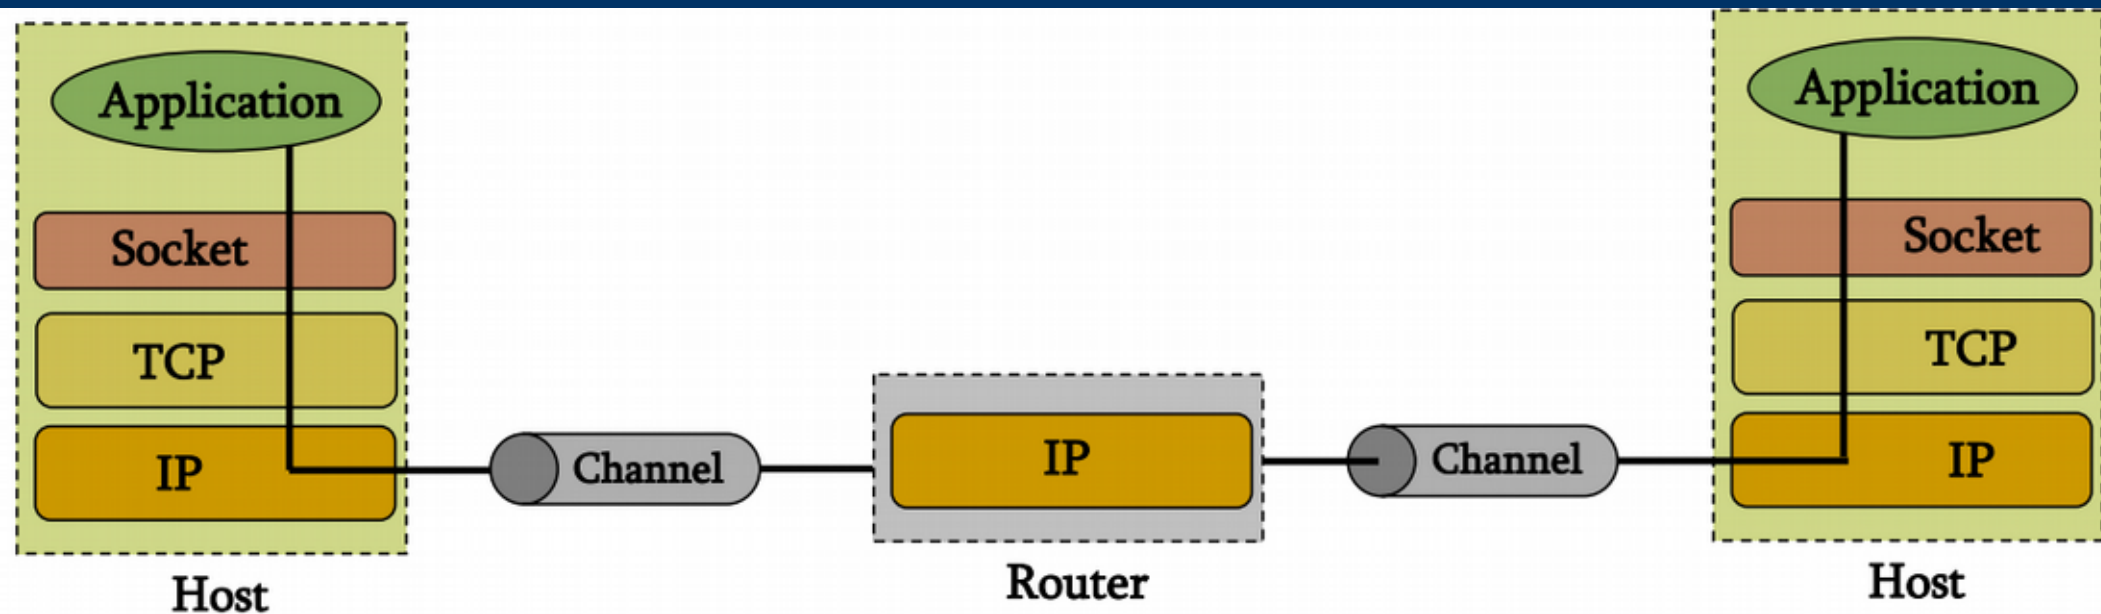 Application
Socket
TCP
IP
Host
Channel
IP
Router
Channel
Application
Socket
TCP
IP
Host